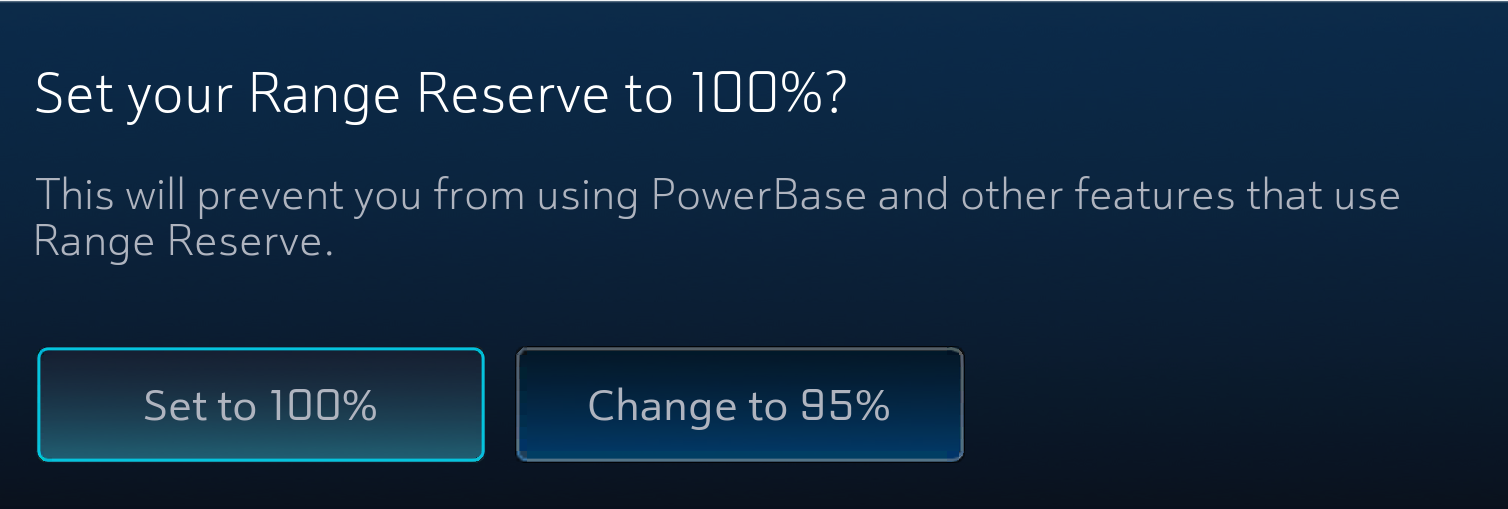 Set your Range Reserve to 100%?
This will prevent you from using PowerBase and other features that use
Range Reserve.
Set to 100%
Change to 95%